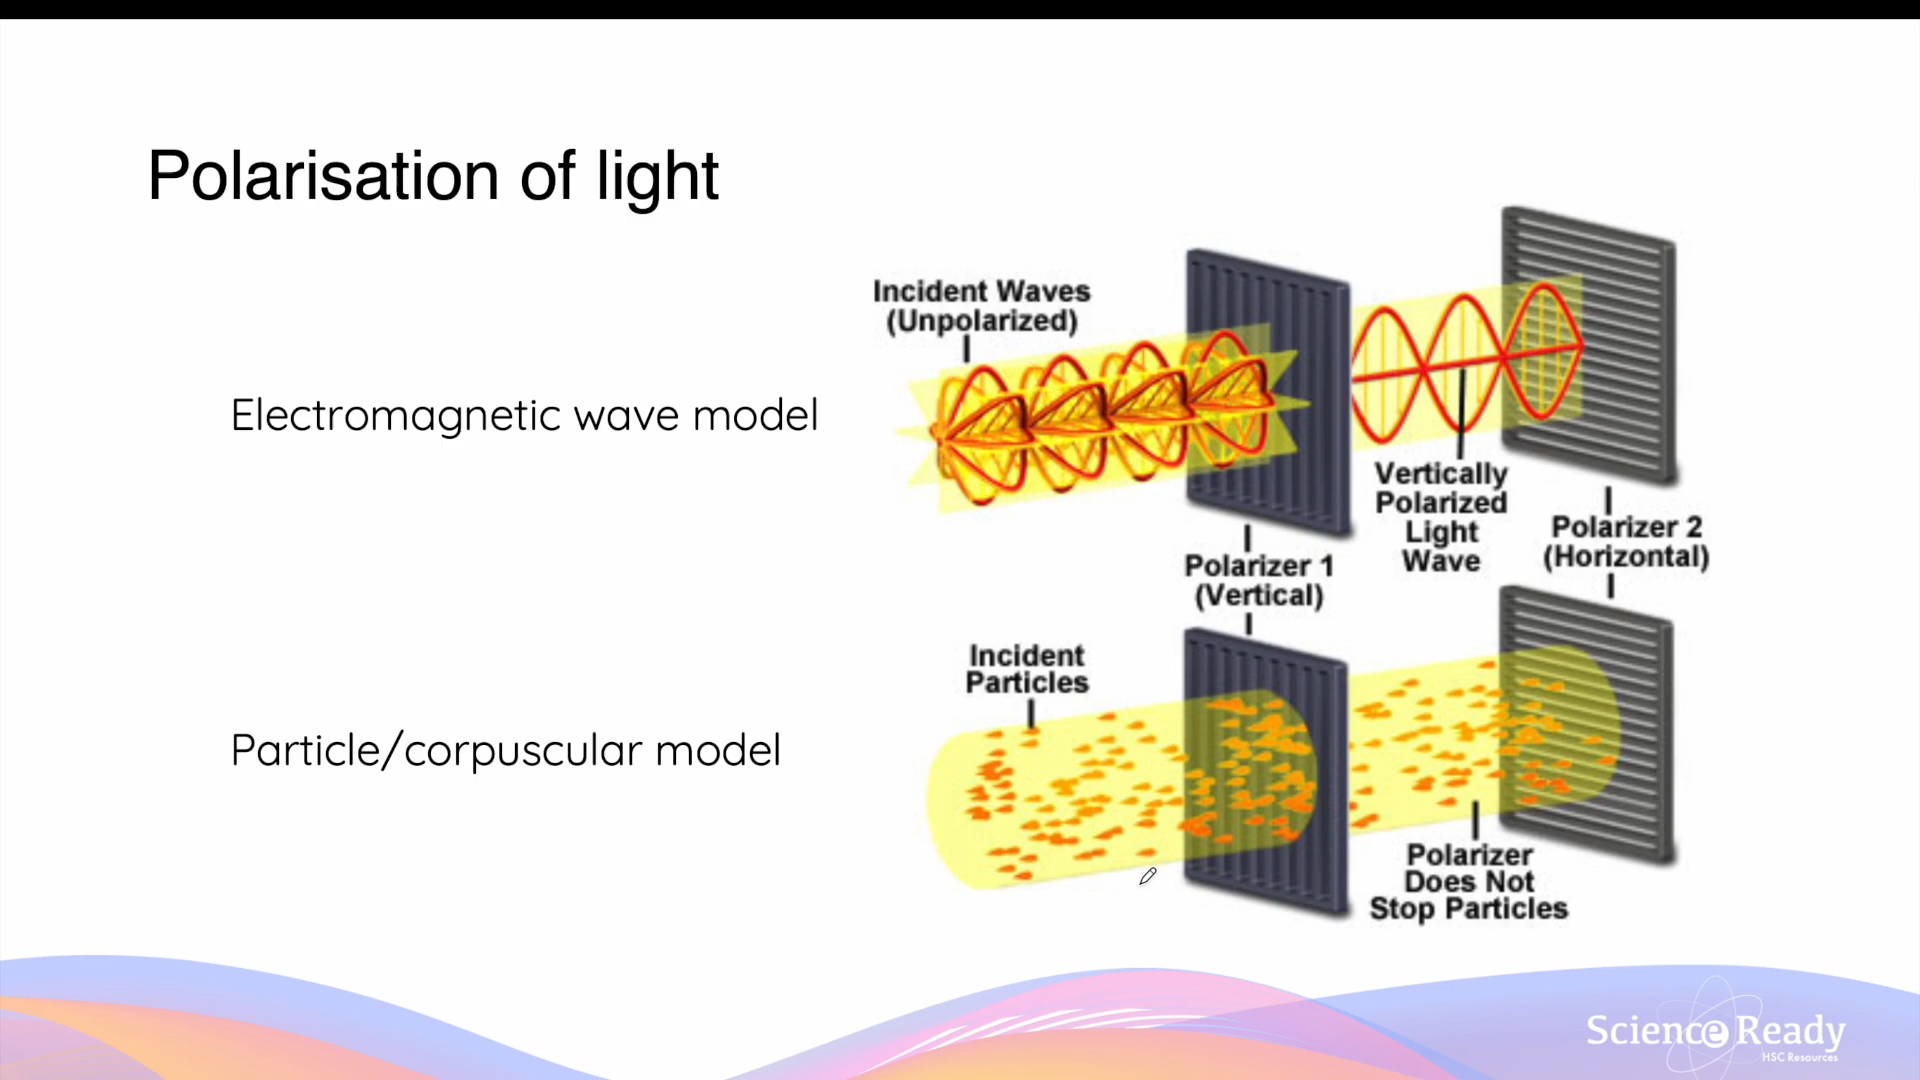 Polarisation of light
Incident Waves
(Unpolarized)
Electromagnetic wave model
Vertically
Polarized
Light
Wave
Polarizer 2
(Horizontal)
Polarizer 1
(Vertical)
Incident
Particles
Particle/corpuscular model
Polarizer
Does Not
Stop Particles
Science Ready
HSC Resources